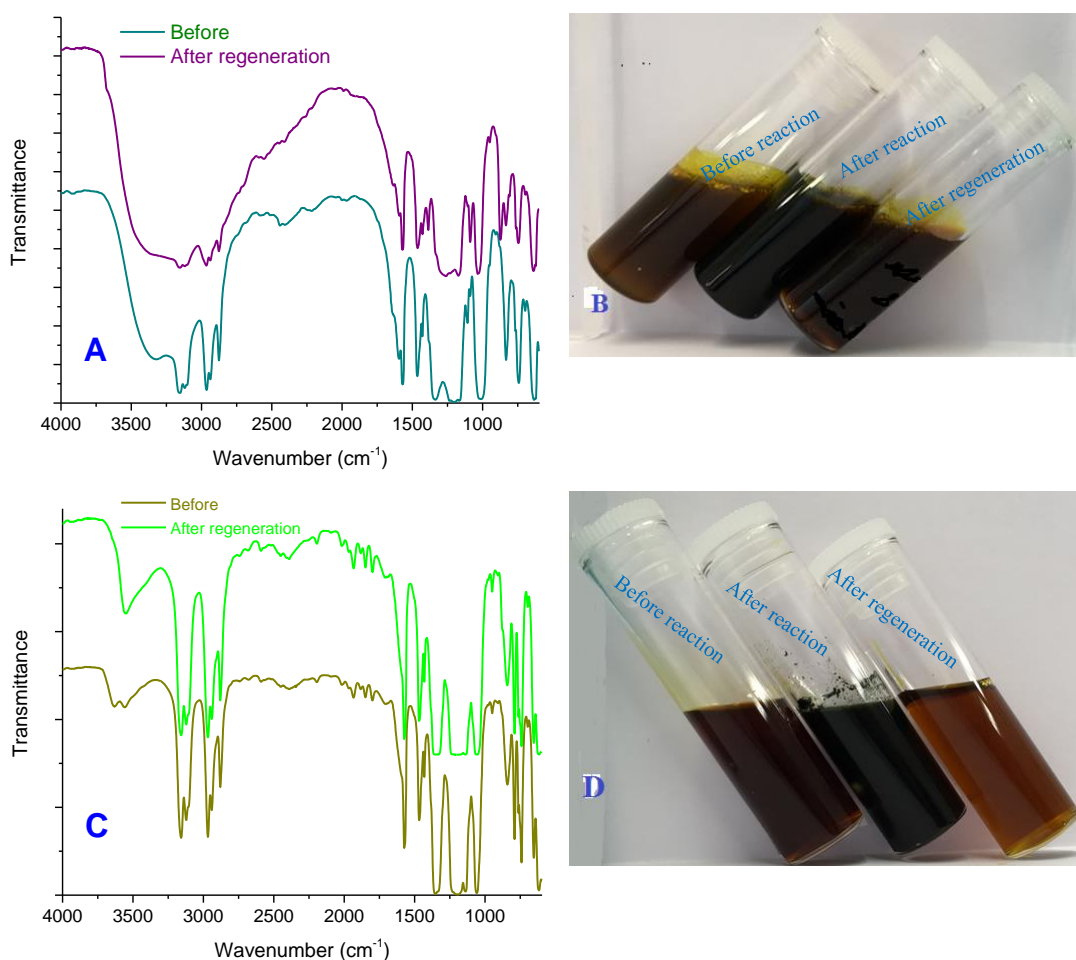 Before
After regeneration
Transmittance
A
4000 3500 3000 2500 2000 1500 1000
Wavenumber (cm⁻¹)
Before reaction
After reaction
After regeneration
B
Before
After regeneration
Transmittance
C
4000 3500 3000 2500 2000 1500 1000
Wavenumber (cm⁻¹)
Before reaction
After reaction
After regeneration
D